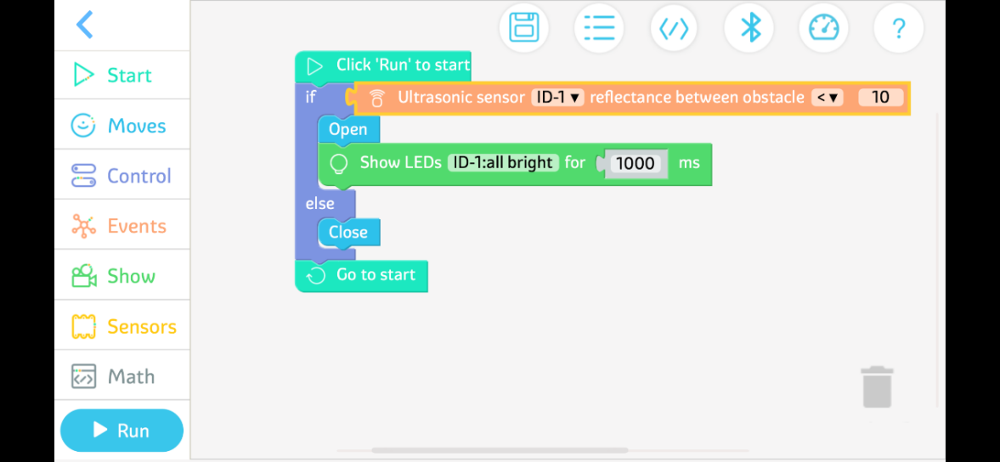 Start
Moves
Control
Events
Show
Sensors
Math
Run
?
Click 'Run' to start
if Ultrasonic sensor ID-1 ▾ reflectance between obstacle < ▾ 10
Open
Show LEDs ID-1:all bright for 1000 ms
else
Close
Go to start